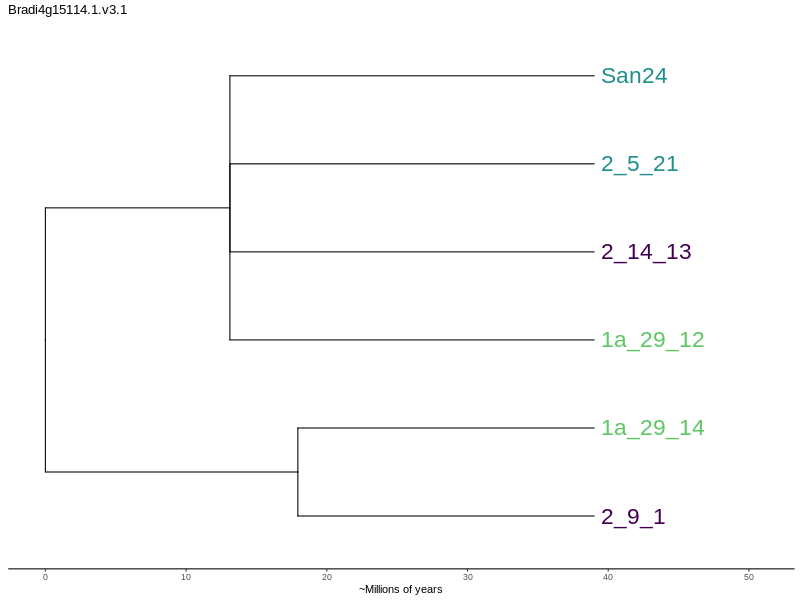 Bradi4g15114.1.v3.1
San24
2_5_21
2_14_13
1a_29_12
1a_29_14
2_9_1
0 10 20 30 40 50
~Millions of years